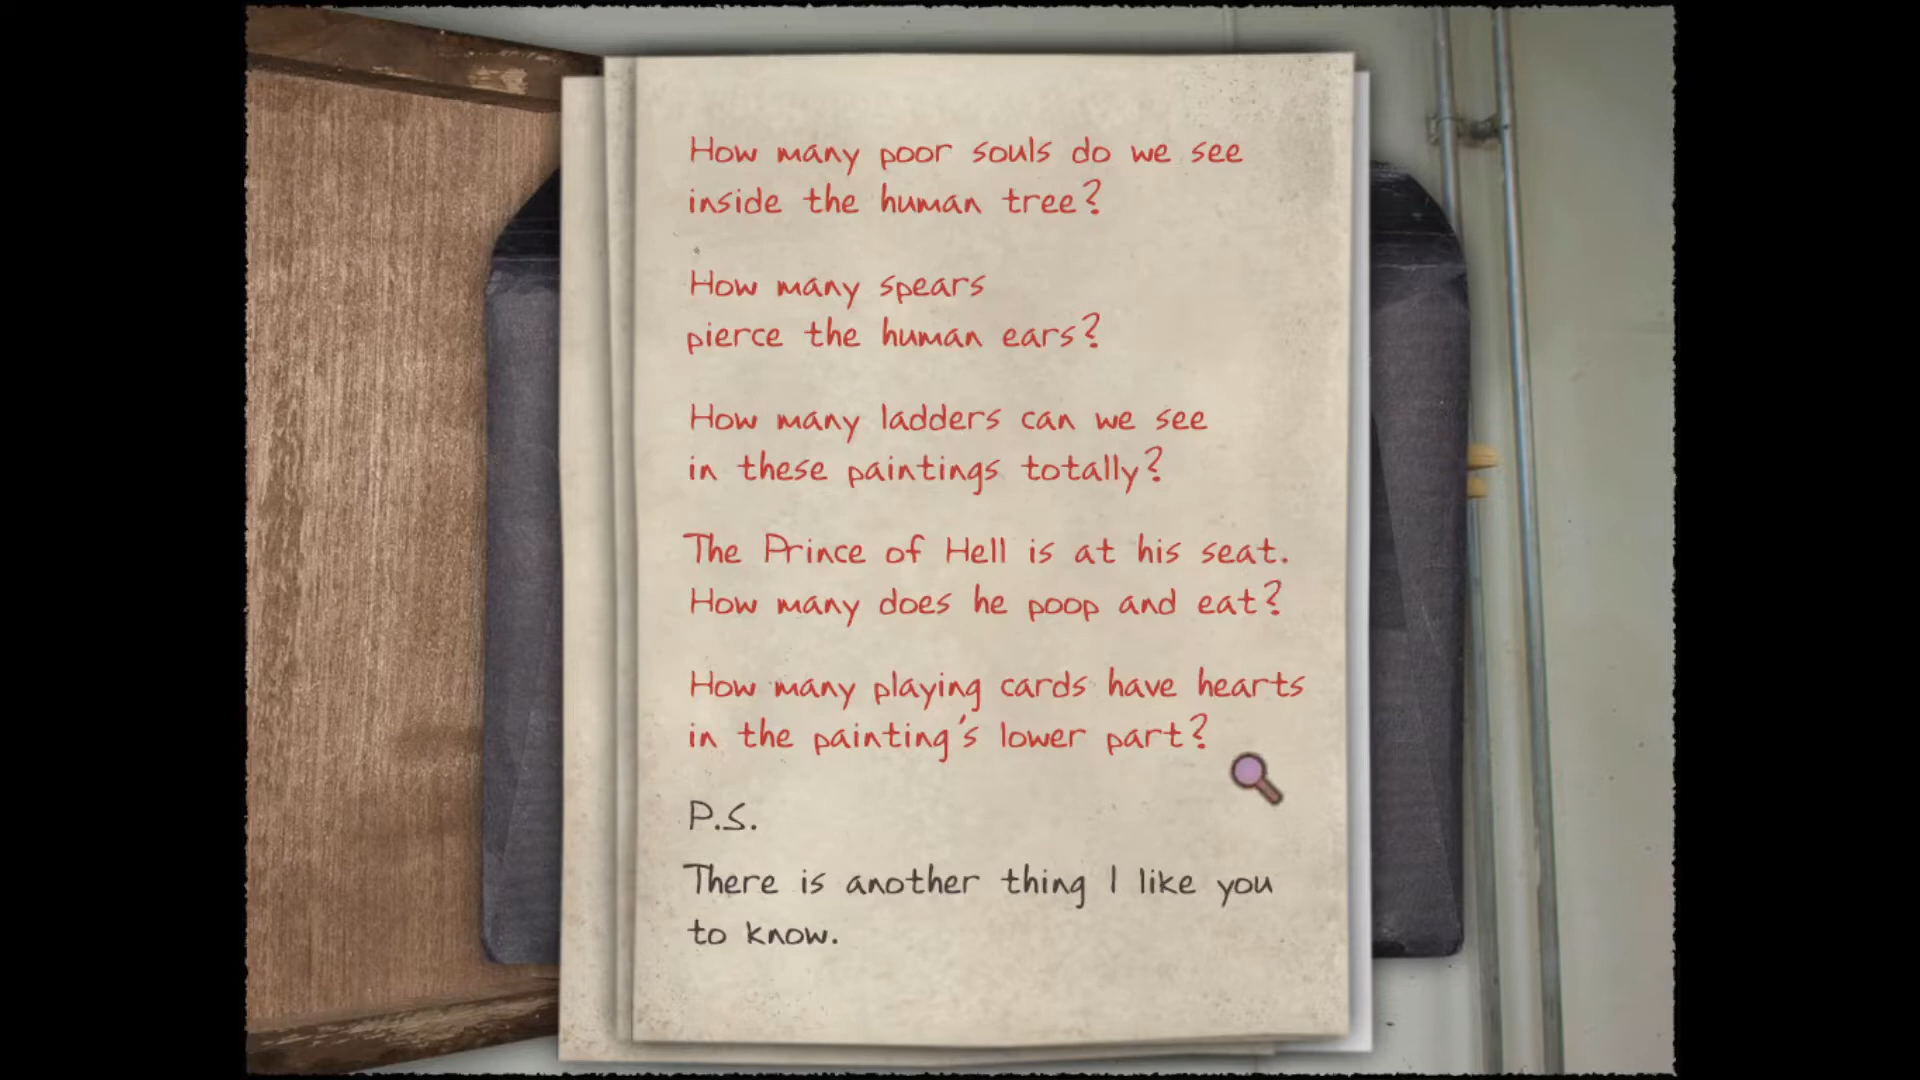 How many poor souls do we see
inside the human tree?
How many spears
pierce the human ears?
How many ladders can we see
in these paintings totally?
The Prince of Hell is at his seat.
How many does he poop and eat?
How many playing cards have hearts
in the painting's lower part?
P.S.
There is another thing I like you
to know.